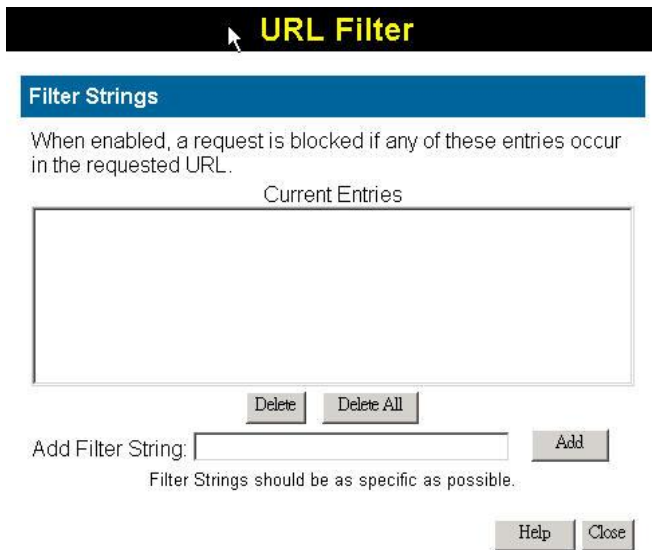 URL Filter
Filter Strings
When enabled, a request is blocked if any of these entries occur
in the requested URL.
Current Entries
Delete Delete All
Add Filter String: Add
Filter Strings should be as specific as possible.
Help Close